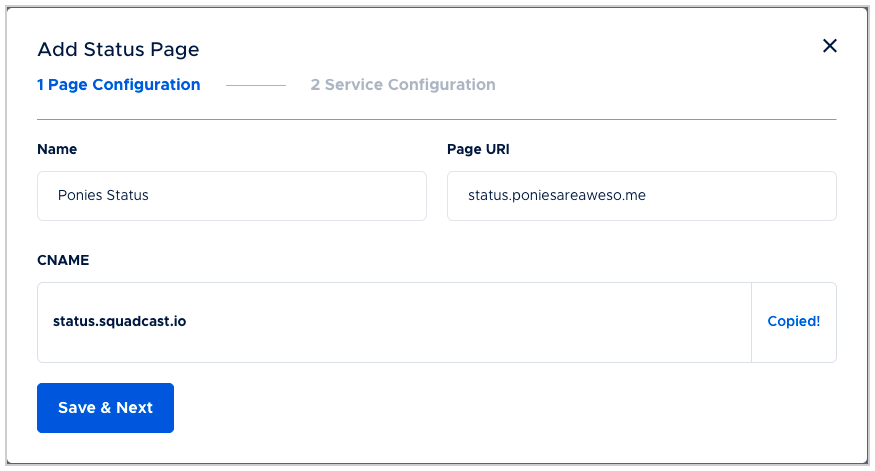 Add Status Page
1 Page Configuration
2 Service Configuration
Name
Page URI
Ponies Status
status.poniesareaweso.me
CNAME
status.squadcast.io
Copied!
Save & Next